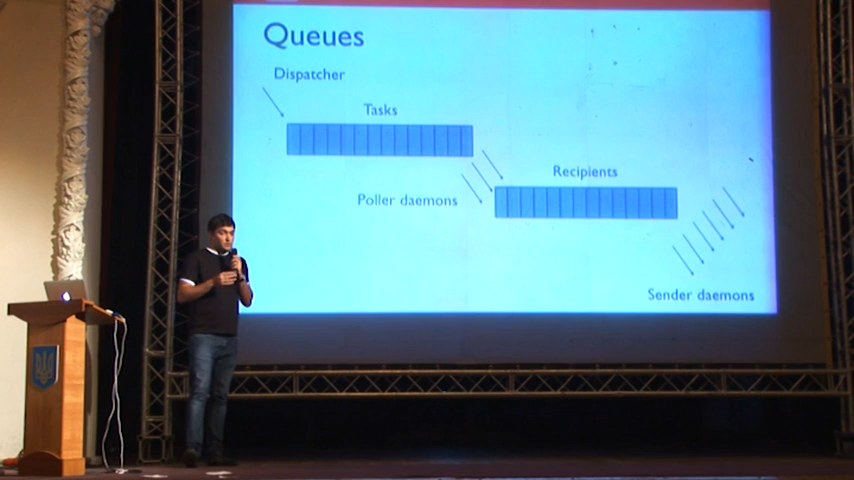 Queues
Dispatcher
Tasks
Recipients
Poller daemons
Sender daemons